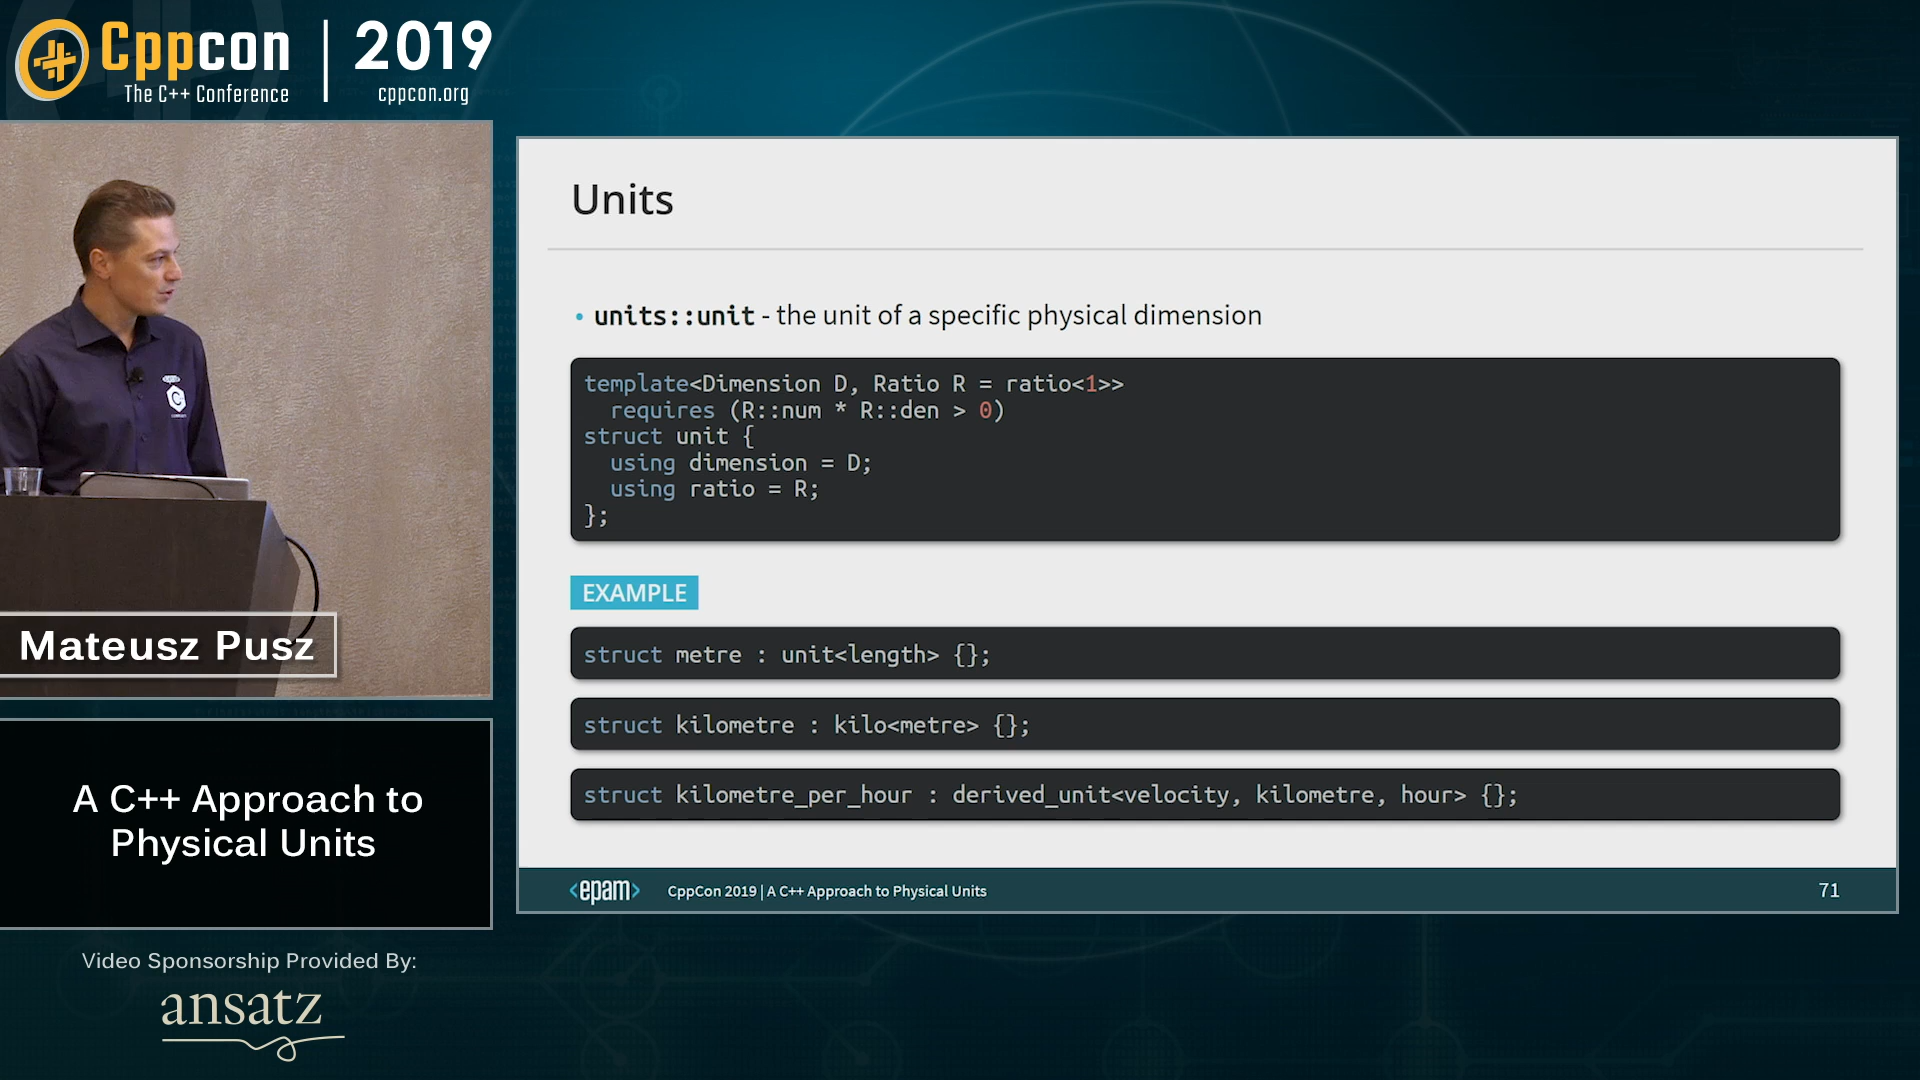 Cppcon
The C++ Conference
2019
cppcon.org
Mateusz Pusz
A C++ Approach to
Physical Units
Video Sponsorship Provided By:
ansatz
Units
• units::unit - the unit of a specific physical dimension
template<Dimension D, Ratio R = ratio<1>>
  requires (R::num * R::den > 0)
struct unit {
  using dimension = D;
  using ratio = R;
};
EXAMPLE
struct metre : unit<length> {};
struct kilometre : kilo<metre> {};
struct kilometre_per_hour : derived_unit<velocity, kilometre, hour> {};
<epam> CppCon 2019 | A C++ Approach to Physical Units 71